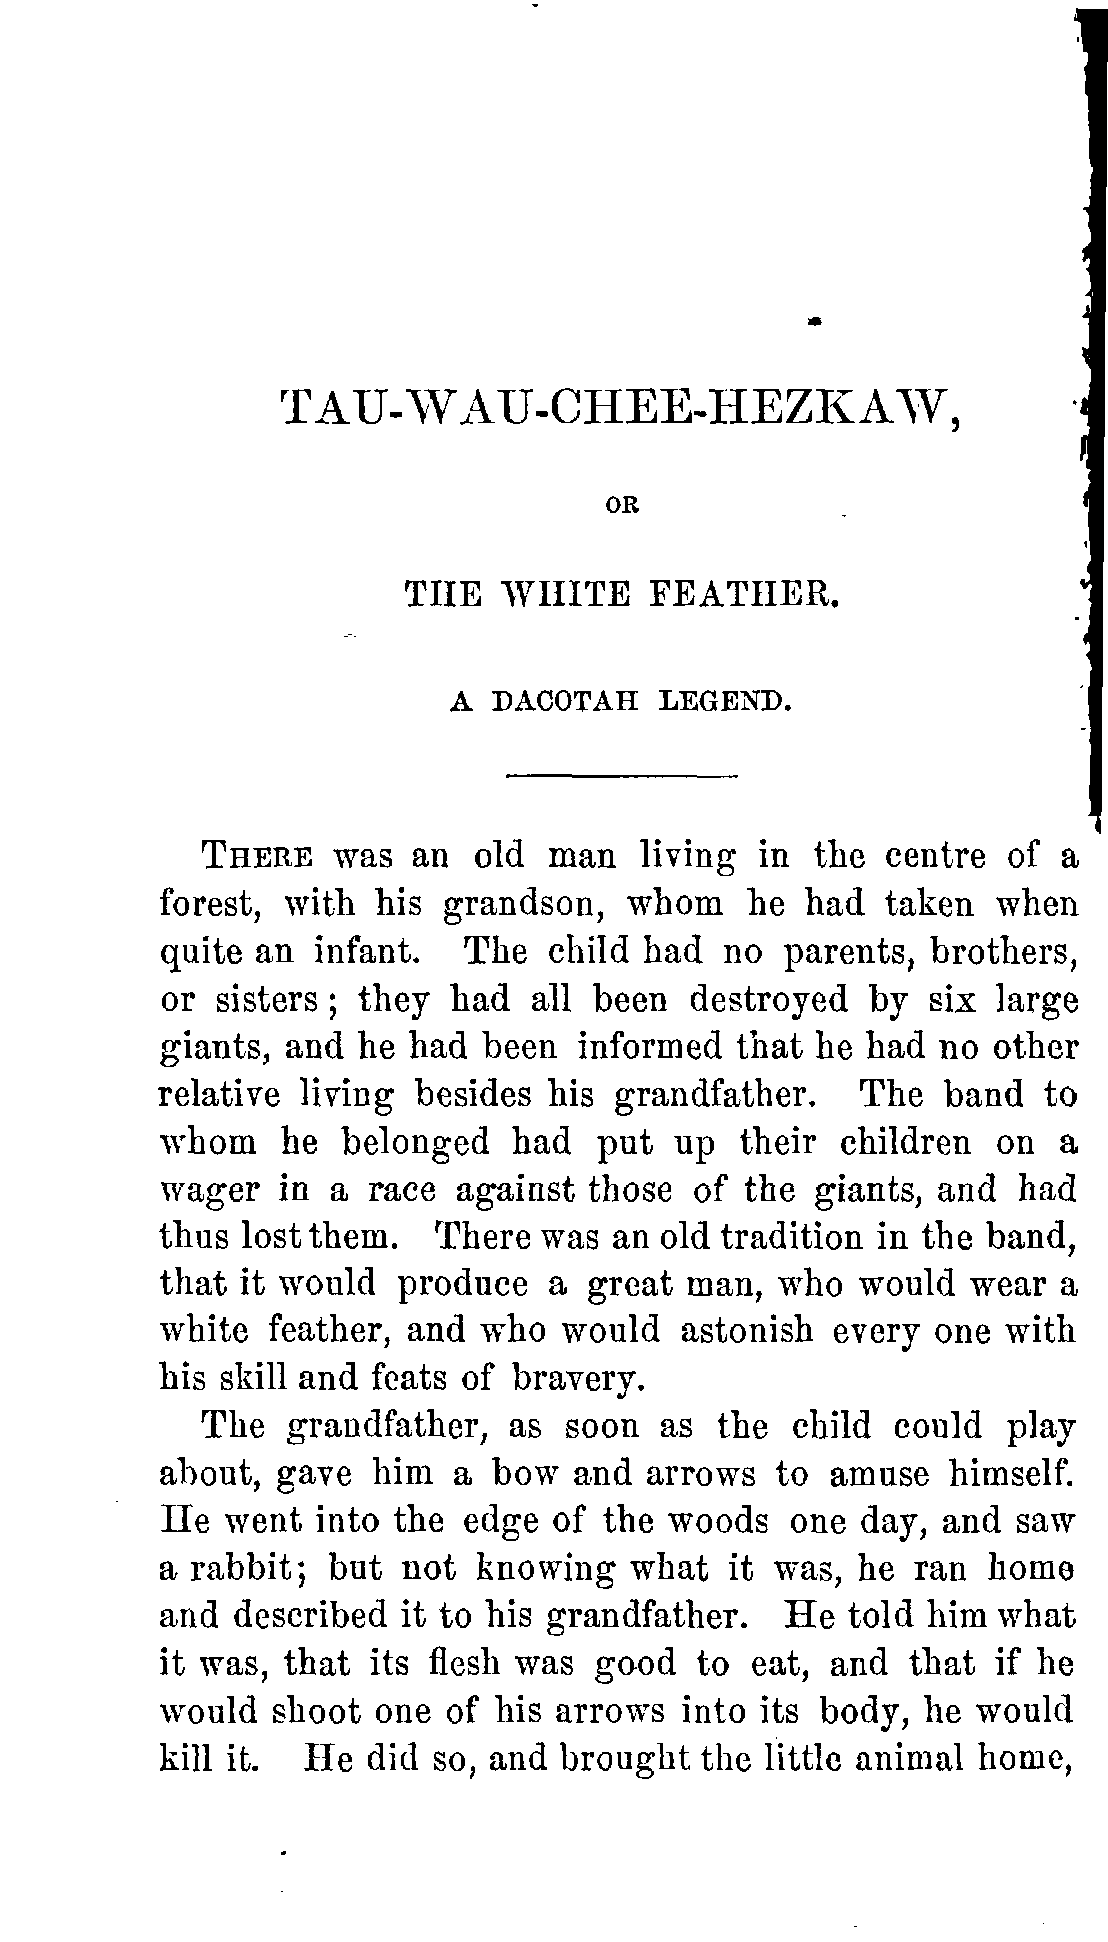 TAU-WAU-CHEE-HEZKAW,
OR
THE WHITE FEATHER.
A DACOTAH LEGEND.
THERE was an old man living in the centre of a
forest, with his grandson, whom he had taken when
quite an infant. The child had no parents, brothers,
or sisters; they had all been destroyed by six large
giants, and he had been informed that he had no other
relative living besides his grandfather. The band to
whom he belonged had put up their children on a
wager in a race against those of the giants, and had
thus lost them. There was an old tradition in the band,
that it would produce a great man, who would wear a
white feather, and who would astonish every one with
his skill and feats of bravery.
The grandfather, as soon as the child could play
about, gave him a bow and arrows to amuse himself.
He went into the edge of the woods one day, and saw
a rabbit; but not knowing what it was, he ran home
and described it to his grandfather. He told him what
it was, that its flesh was good to eat, and that if he
would shoot one of his arrows into its body, he would
kill it. He did so, and brought the little animal home,